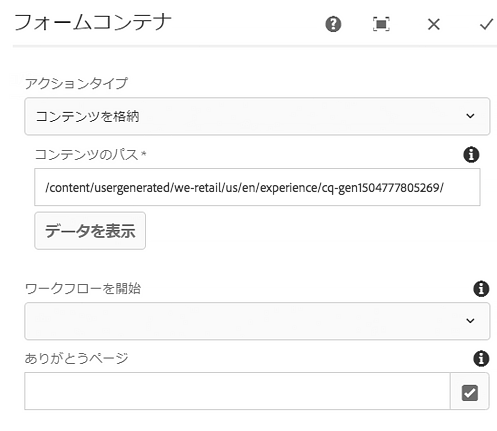 フォームコンテナ
アクションタイプ
コンテンツを格納
コンテンツのパス *
/content/usergenerated/we-retail/us/en/experience/cq-gen1504777805269/
データを表示
ワークフローを開始
ありがとうページ